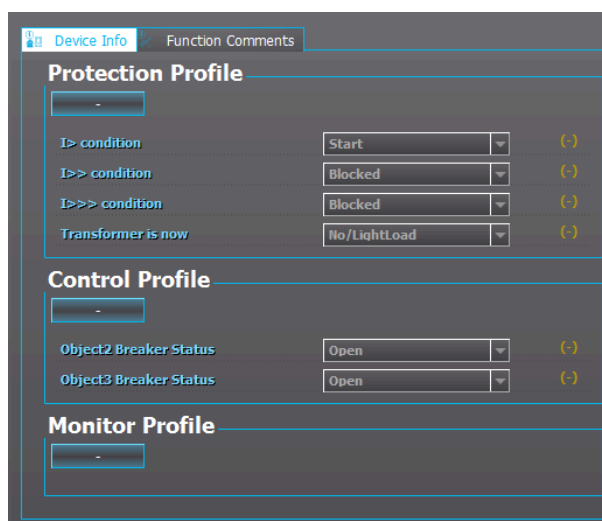 Device Info Function Comments
Protection Profile
-
I> condition Start (-)
I>> condition Blocked (-)
I>>> condition Blocked (-)
Transformer is now No/LightLoad (-)
Control Profile
-
Object2 Breaker Status Open (-)
Object3 Breaker Status Open (-)
Monitor Profile
-